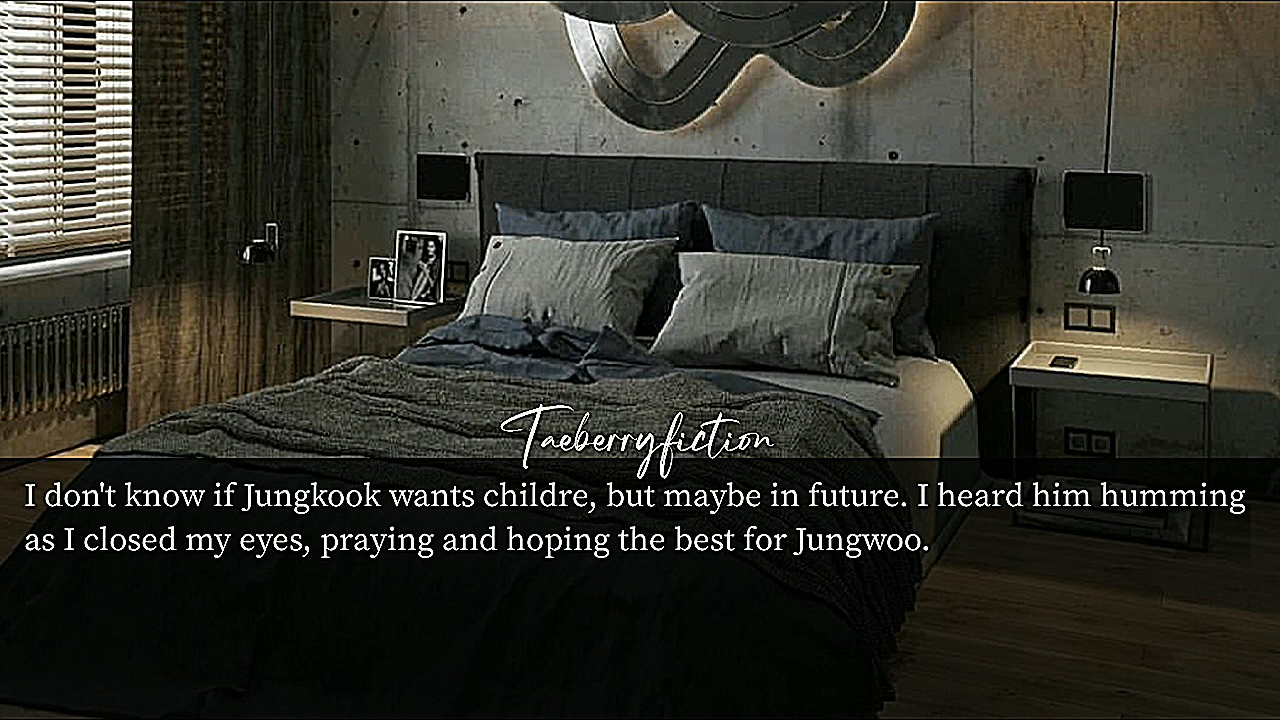 Taeberryfiction
I don't know if Jungkook wants childre, but maybe in future. I heard him humming
as I closed my eyes, praying and hoping the best for Jungwoo.